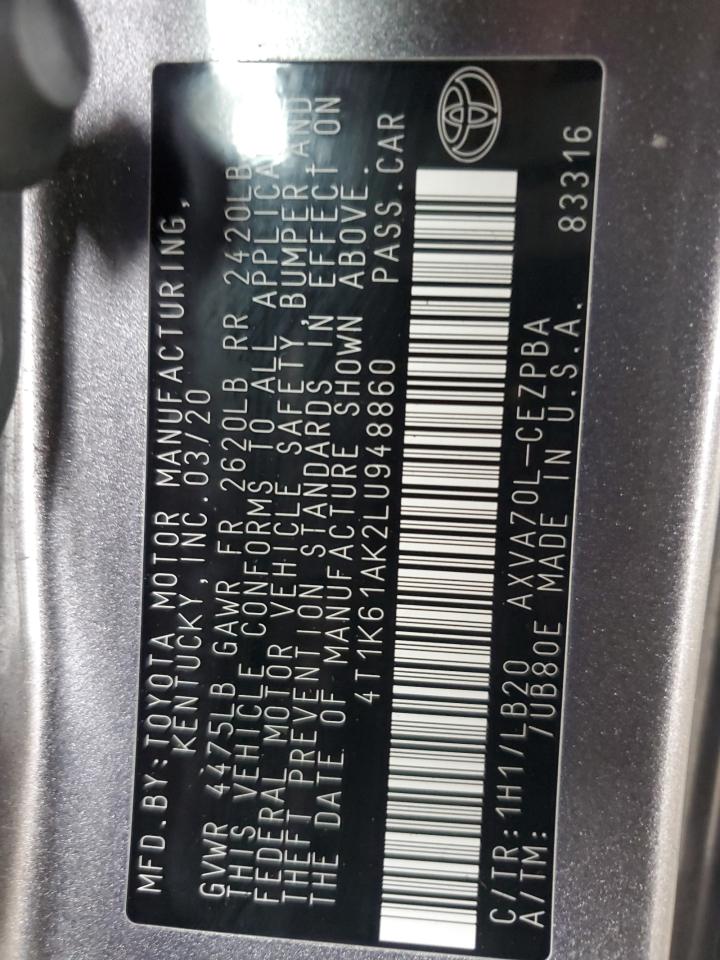 MFD.BY:TOYOTA MOTOR MANUFACTURING,
KENTUCKY,INC.03/20
GVWR 4475LB GAWR FR 2620LB RR 2420LB
THIS VEHICLE CONFORMS TO ALL
FEDERAL MOTOR VEHICLE SAFETY,BUMPER,AND
THEFT PREVENTION STANDARDS IN EFFECT ON
THE DATE OF MANUFACTURE SHOWN ABOVE.
4T1K61AK2LU948860 PASS.CAR
C/TR:1H1/LB20 AXVA70L-CEZPBA
A/TM: 7UB80E MADE IN U.S.A. 83316